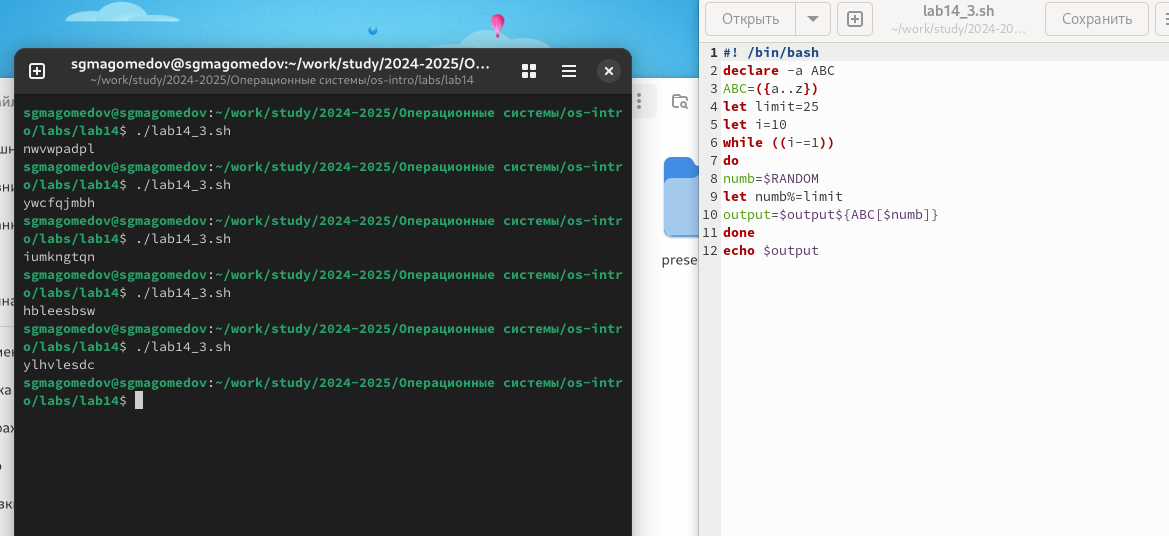 sgmagomedov@sgmagomedov:~/work/study/2024-2025/О...
~/work/study/2024-2025/Операционные системы/os-intro/labs/lab14
sgmagomedov@sgmagomedov:~/work/study/2024-2025/Операционные системы/os-intr
o/labs/lab14$ ./lab14_3.sh
nwvwpadpl
sgmagomedov@sgmagomedov:~/work/study/2024-2025/Операционные системы/os-intr
o/labs/lab14$ ./lab14_3.sh
ywcfqjmbh
sgmagomedov@sgmagomedov:~/work/study/2024-2025/Операционные системы/os-intr
o/labs/lab14$ ./lab14_3.sh
iumkngtqn
sgmagomedov@sgmagomedov:~/work/study/2024-2025/Операционные системы/os-intr
o/labs/lab14$ ./lab14_3.sh
hbleesbsw
sgmagomedov@sgmagomedov:~/work/study/2024-2025/Операционные системы/os-intr
o/labs/lab14$ ./lab14_3.sh
ylhvlesdc
sgmagomedov@sgmagomedov:~/work/study/2024-2025/Операционные системы/os-intr
o/labs/lab14$
prese
Открыть
lab14_3.sh
~/work/study/2024-20...
Сохранить
1 #! /bin/bash
2 declare -a ABC
3 ABC=({a..z})
4 let limit=25
5 let i=10
6 while ((i-=1))
7 do
8 numb=$RANDOM
9 let numb%=limit
10 output=$output${ABC[$numb]}
11 done
12 echo $output